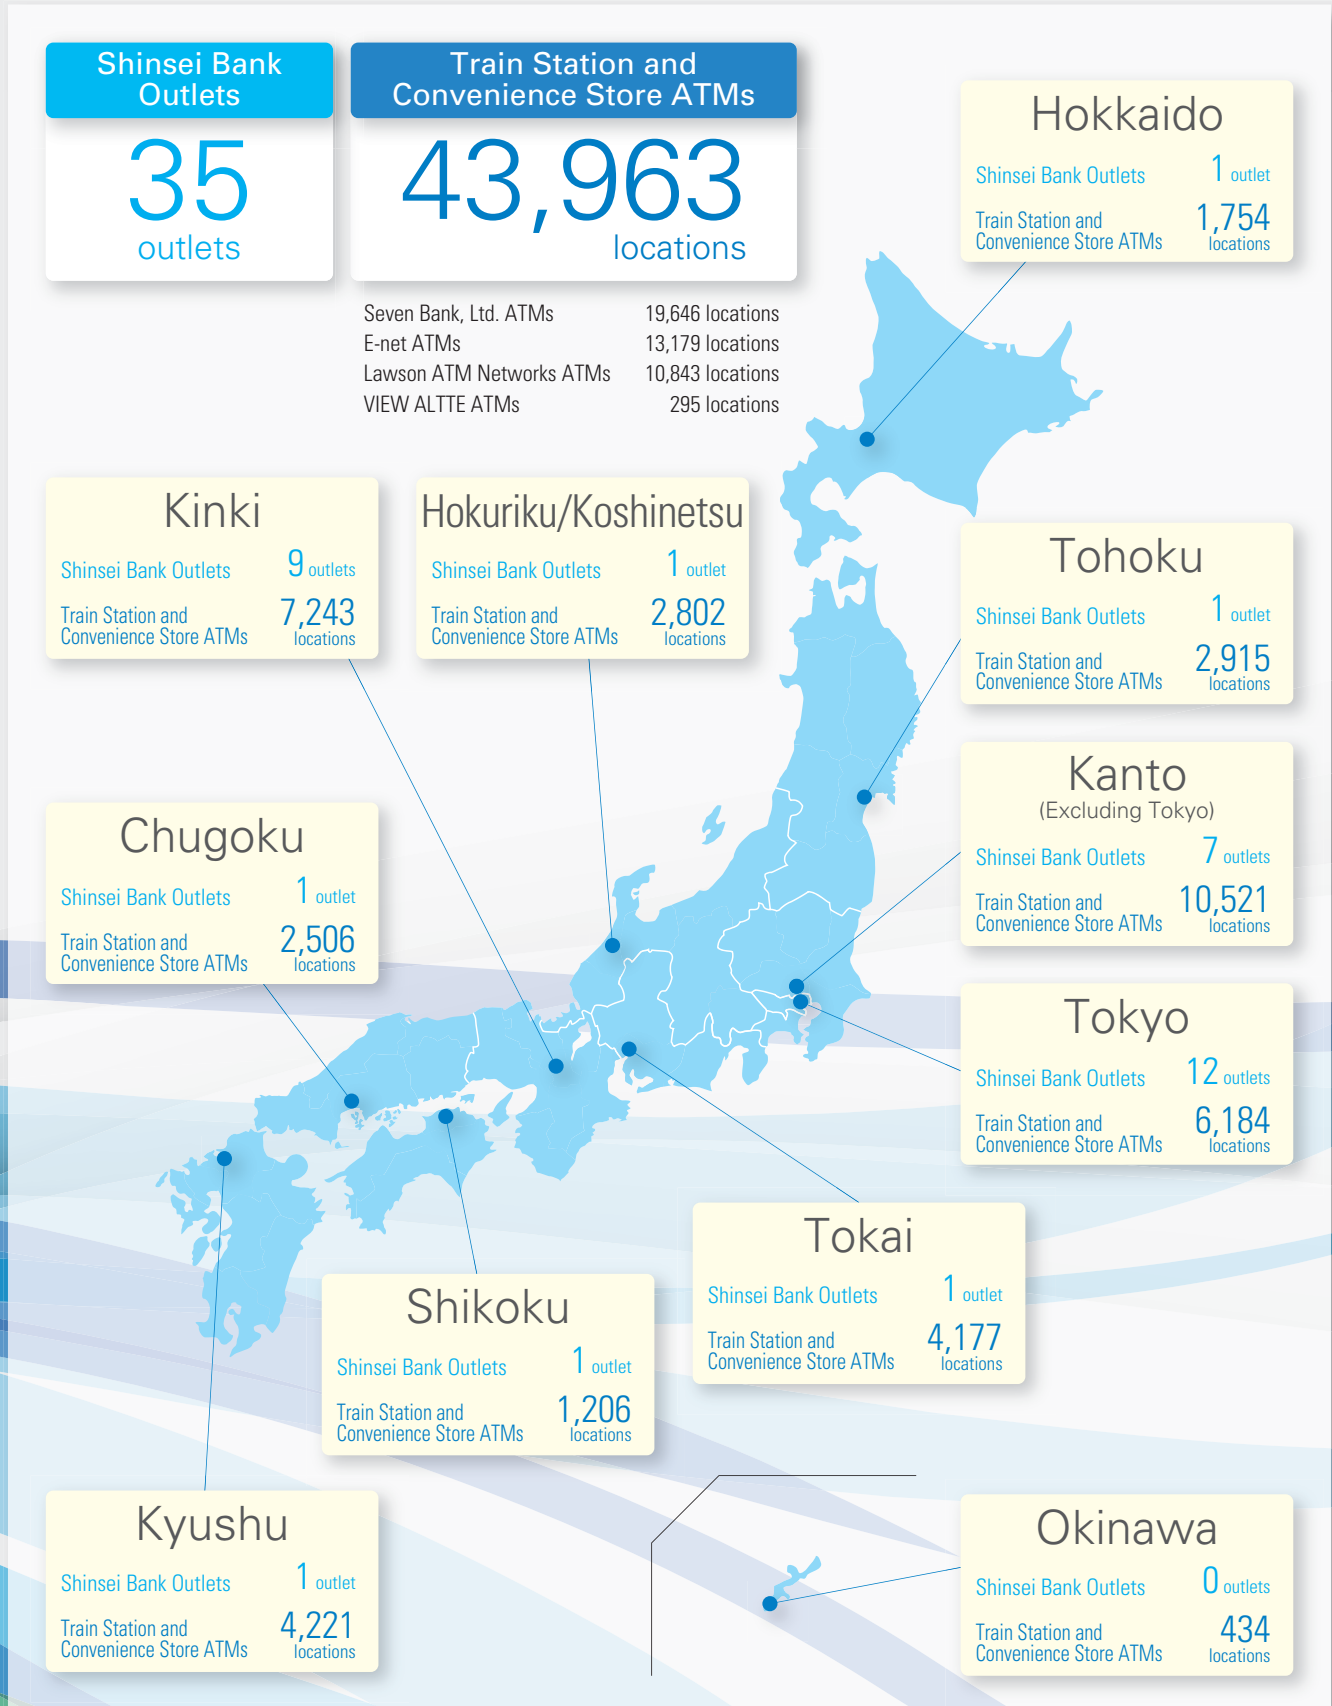 Shinsei Bank
Outlets
35
outlets
Train Station and
Convenience Store ATMs
43,963
locations
Seven Bank, Ltd. ATMs 19,646 locations
E-net ATMs 13,179 locations
Lawson ATM Networks ATMs 10,843 locations
VIEW ALTTE ATMs 295 locations
Hokkaido
Shinsei Bank Outlets 1 outlet
Train Station and
Convenience Store ATMs 1,754
locations
Kinki
Shinsei Bank Outlets 9 outlets
Train Station and
Convenience Store ATMs 7,243
locations
Hokuriku/Koshinetsu
Shinsei Bank Outlets 1 outlet
Train Station and
Convenience Store ATMs 2,802
locations
Tohoku
Shinsei Bank Outlets 1 outlet
Train Station and
Convenience Store ATMs 2,915
locations
Kanto
(Excluding Tokyo)
Shinsei Bank Outlets 7 outlets
Train Station and
Convenience Store ATMs 10,521
locations
Chugoku
Shinsei Bank Outlets 1 outlet
Train Station and
Convenience Store ATMs 2,506
locations
Tokyo
Shinsei Bank Outlets 12 outlets
Train Station and
Convenience Store ATMs 6,184
locations
Tokai
Shinsei Bank Outlets 1 outlet
Train Station and
Convenience Store ATMs 4,177
locations
Shikoku
Shinsei Bank Outlets 1 outlet
Train Station and
Convenience Store ATMs 1,206
locations
Kyushu
Shinsei Bank Outlets 1 outlet
Train Station and
Convenience Store ATMs 4,221
locations
Okinawa
Shinsei Bank Outlets 0 outlets
Train Station and
Convenience Store ATMs 434
locations